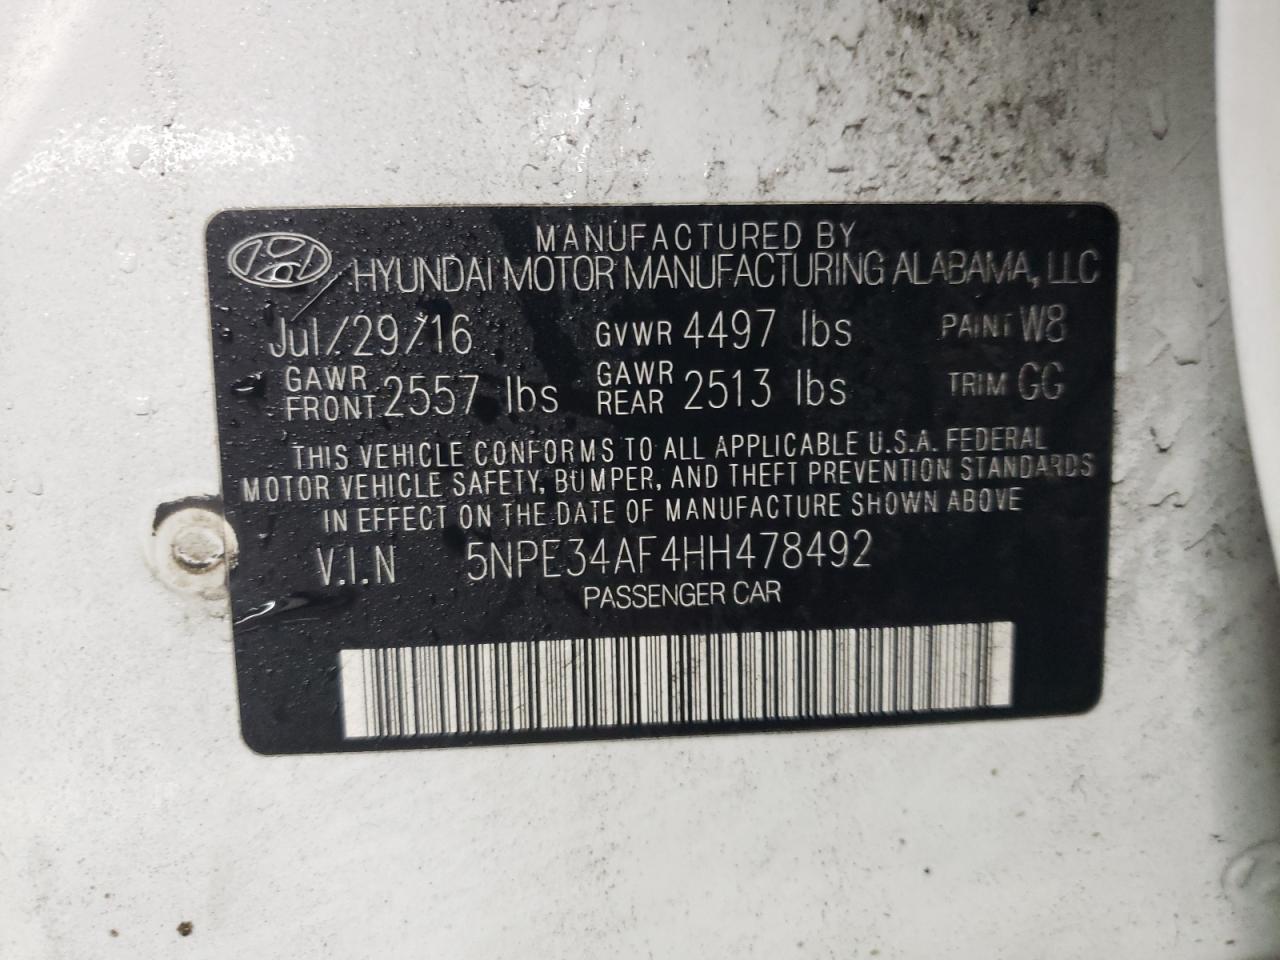 MANUFACTURED BY
HYUNDAI MOTOR MANUFACTURING ALABAMA, LLC
Jul/29/16 GVWR 4497 lbs PAINT W8
GAWR FRONT 2557 lbs GAWR REAR 2513 lbs TRIM GG
THIS VEHICLE CONFORMS TO ALL APPLICABLE U.S.A. FEDERAL
MOTOR VEHICLE SAFETY, BUMPER, AND THEFT PREVENTION STANDARDS
IN EFFECT ON THE DATE OF MANUFACTURE SHOWN ABOVE
V.I.N 5NPE34AF4HH478492
PASSENGER CAR